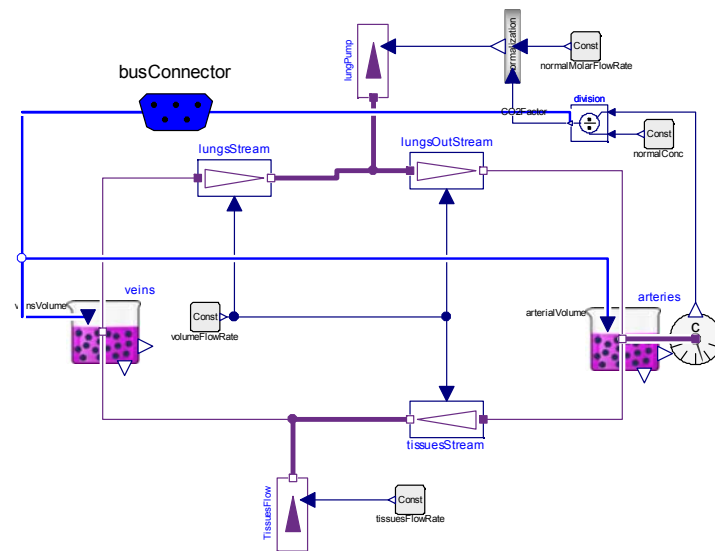 Const
lungPump
normalization
normalMolarFlowRate
busConnector
division
CO2Factor
Const
normalConc
lungsStream
lungsOutStream
veins
nsVolume
Const
volumeFlowRate
arterialVolume
arteries
C
tissuesStream
TissuesFlow
Const
tissuesFlowRate